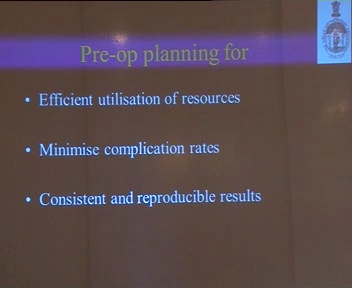 Pre-op planning for
• Efficient utilisation of resources
• Minimise complication rates
• Consistent and reproducible results